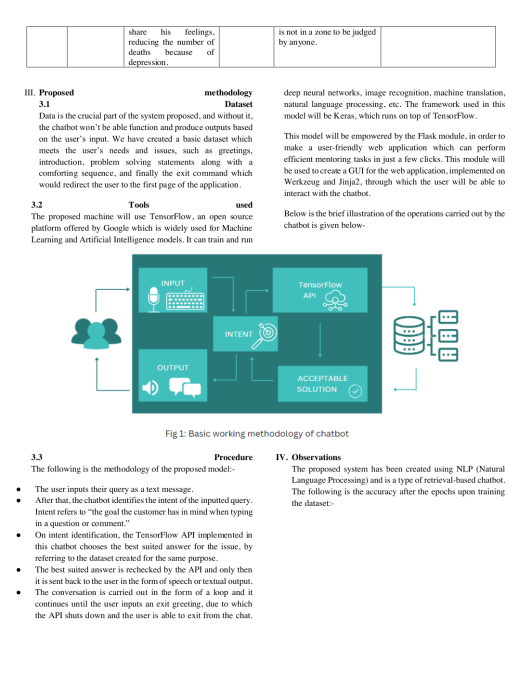 share his feelings,
reducing the number of
deaths because of
depression.
is not in a zone to be judged
by anyone.
III. Proposed methodology
3.1 Dataset
Data is the crucial part of the system proposed, and without it,
the chatbot won't be able function and produce outputs based
on the user's input. We have created a basic dataset which
meets the user's needs and issues, such as greetings,
introduction, problem solving statements along with a
comforting sequence, and finally the exit command which
would redirect the user to the first page of the application.
3.2 Tools used
The proposed machine will use TensorFlow, an open source
platform offered by Google which is widely used for Machine
Learning and Artificial Intelligence models. It can train and run
deep neural networks, image recognition, machine translation,
natural language processing, etc. The framework used in this
model will be Keras, which runs on top of TensorFlow.
This model will be empowered by the Flask module, in order to
make a user-friendly web application which can perform
efficient mentoring tasks in just a few clicks. This module will
be used to create a GUI for the web application, implemented on
Werkzeug and Jinja2, through which the user will be able to
interact with the chatbot.
Below is the brief illustration of the operations carried out by the
chatbot is given below-
INPUT
TensorFlow
API
INTENT
OUTPUT
ACCEPTABLE
SOLUTION
Fig 1: Basic working methodology of chatbot
3.3 Procedure
The following is the methodology of the proposed model:-
● The user inputs their query as a text message.
● After that, the chatbot identifies the intent of the inputted query.
Intent refers to "the goal the customer has in mind when typing
in a question or comment."
● On intent identification, the TensorFlow API implemented in
this chatbot chooses the best suited answer for the issue, by
referring to the dataset created for the same purpose.
● The best suited answer is rechecked by the API and only then
it is sent back to the user in the form of speech or textual output.
● The conversation is carried out in the form of a loop and it
continues until the user inputs an exit greeting, due to which
the API shuts down and the user is able to exit from the chat.
IV. Observations
The proposed system has been created using NLP (Natural
Language Processing) and is a type of retrieval-based chatbot.
The following is the accuracy after the epochs upon training
the dataset:-